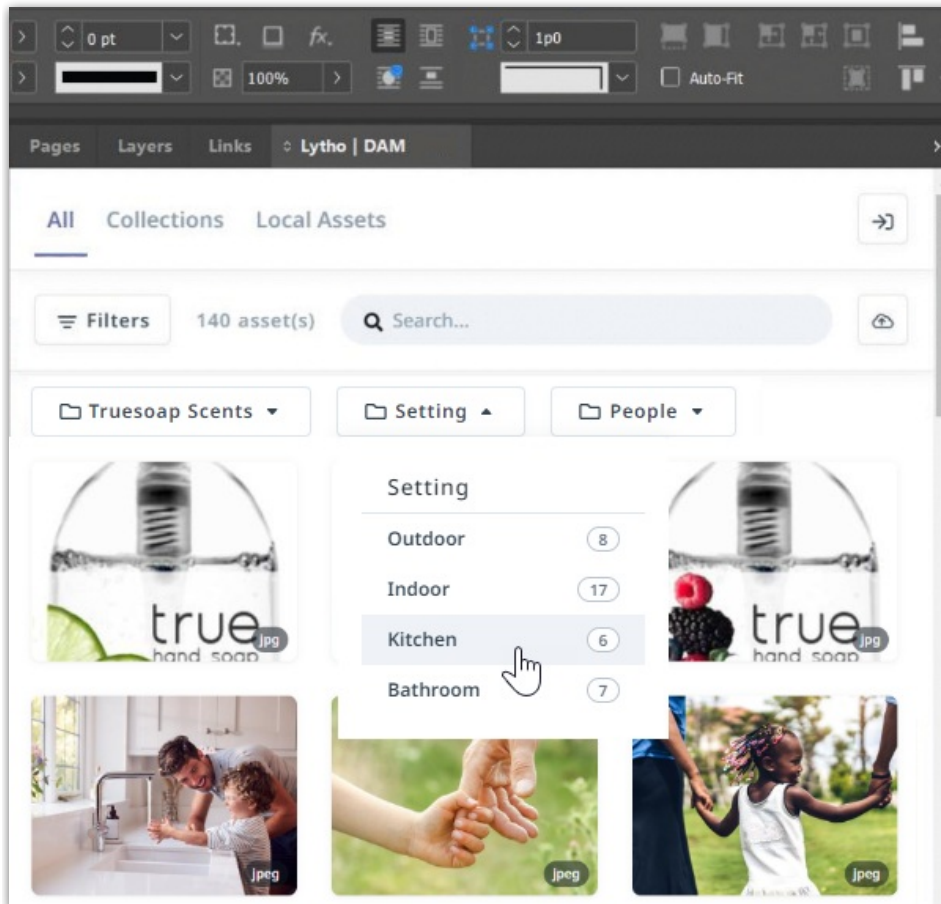 0 pt
fx.
1p0
100%
Auto-Fit
Pages Layers Links Lytho | DAM
All Collections Local Assets
Filters 140 asset(s) Search...
Truesoap Scents Setting People
Setting
Outdoor 8
Indoor 17
Kitchen 6
Bathroom 7
true
hand soap
jpg
true
hand soap
jpg
jpeg
jpeg
jpeg